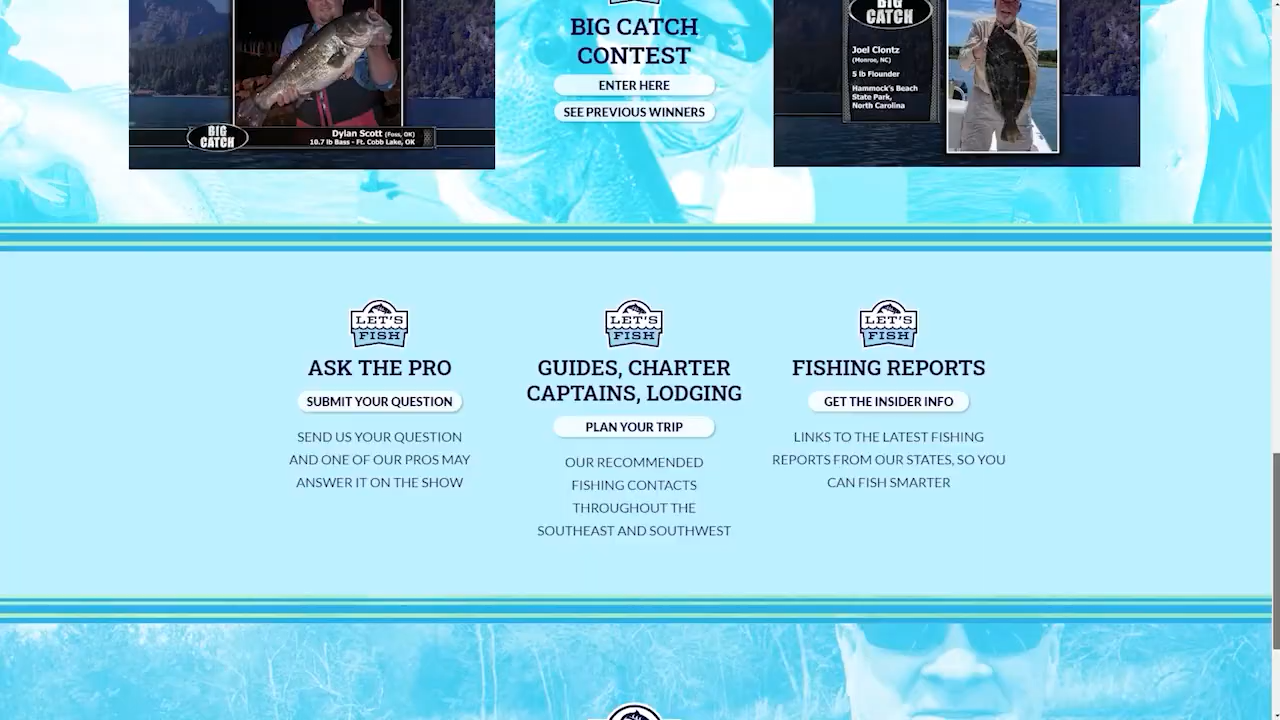 BIG CATCH
CONTEST
ENTER HERE
SEE PREVIOUS WINNERS
BIG
CATCH
Dylan Scott (Foss, OK)
10.7 lb Bass - Ft. Cobb Lake, OK
BIG
CATCH
Joel Clontz
(Monroe, NC)
5 lb Flounder
Hammock's Beach
State Park,
North Carolina
LET'S
FISH
ASK THE PRO
SUBMIT YOUR QUESTION
SEND US YOUR QUESTION
AND ONE OF OUR PROS MAY
ANSWER IT ON THE SHOW
LET'S
FISH
GUIDES, CHARTER
CAPTAINS, LODGING
PLAN YOUR TRIP
OUR RECOMMENDED
FISHING CONTACTS
THROUGHOUT THE
SOUTHEAST AND SOUTHWEST
LET'S
FISH
FISHING REPORTS
GET THE INSIDER INFO
LINKS TO THE LATEST FISHING
REPORTS FROM OUR STATES, SO YOU
CAN FISH SMARTER